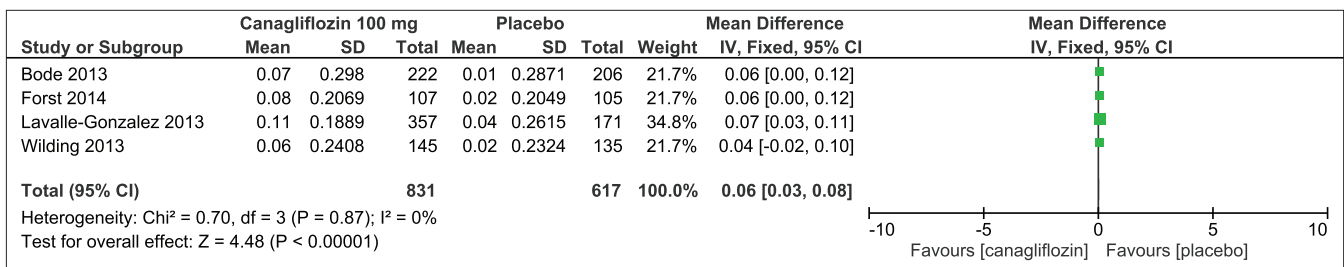 Canagliflozin 100 mg Placebo Mean Difference Mean Difference
Study or Subgroup Mean SD Total Mean SD Total Weight IV, Fixed, 95% CI IV, Fixed, 95% CI
Bode 2013 0.07 0.298 222 0.01 0.2871 206 21.7% 0.06 [0.00, 0.12]
Forst 2014 0.08 0.2069 107 0.02 0.2049 105 21.7% 0.06 [0.00, 0.12]
Lavalle-Gonzalez 2013 0.11 0.1889 357 0.04 0.2615 171 34.8% 0.07 [0.03, 0.11]
Wilding 2013 0.06 0.2408 145 0.02 0.2324 135 21.7% 0.04 [-0.02, 0.10]
Total (95% CI) 831 617 100.0% 0.06 [0.03, 0.08]
Heterogeneity: Chi² = 0.70, df = 3 (P = 0.87); I² = 0%
Test for overall effect: Z = 4.48 (P < 0.00001)
-10 -5 0 5 10
Favours [canagliflozin] Favours [placebo]